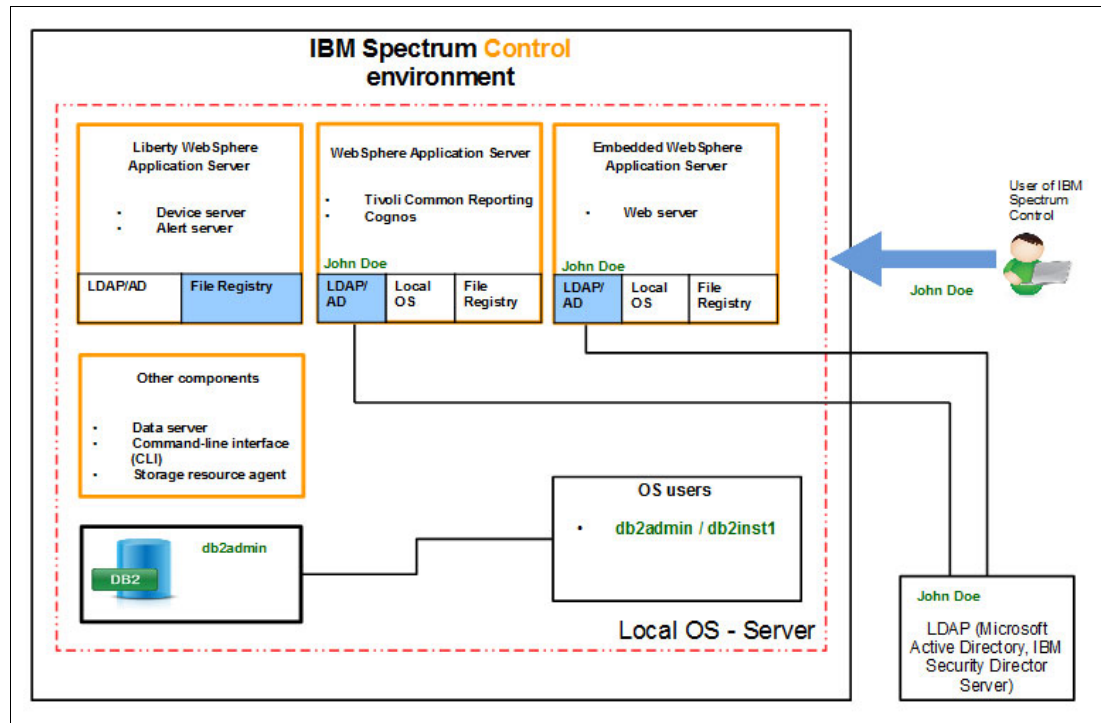 IBM Spectrum Control
environment
Liberty WebSphere
Application Server
• Device server
• Alert server
LDAP/AD
File Registry
WebSphere Application Server
• Tivoli Common Reporting
• Cognos
John Doe
LDAP/
AD
Local
OS
File
Registry
Embedded WebSphere
Application Server
• Web server
John Doe
LDAP/
AD
Local
OS
File
Registry
User of IBM
Spectrum
Control
John Doe
Other components
• Data server
• Command-line interface
(CLI)
• Storage resource agent
DB2
db2admin
OS users
• db2admin / db2inst1
Local OS - Server
John Doe
LDAP (Microsoft
Active Directory, IBM
Security Director
Server)